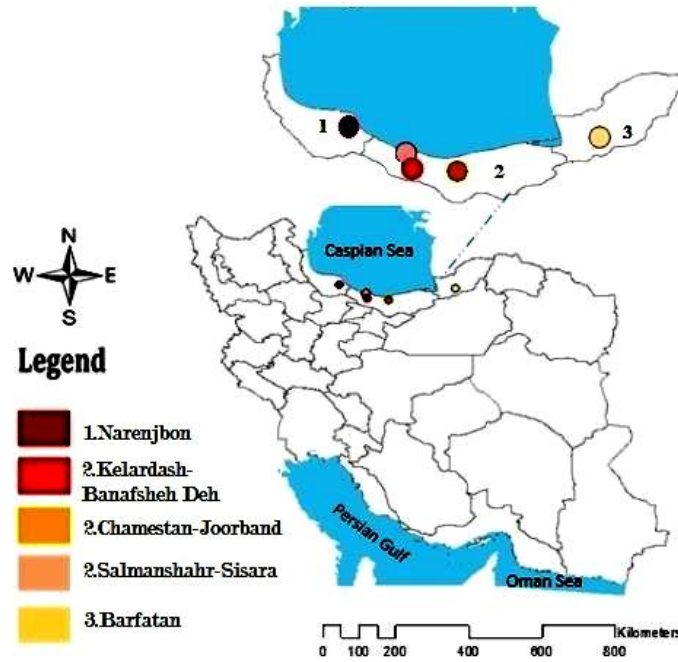 1
3
2
Caspian Sea
N
W E
S
Legend
1.Narenjbon
2.Kelardash-
Banafsheh Deh
2.Chamestan-Joorband
2.Salmanshahr-Sisara
3.Barfatan
Persian Gulf
Oman Sea
Kilometers
0 100 200 400 600 800